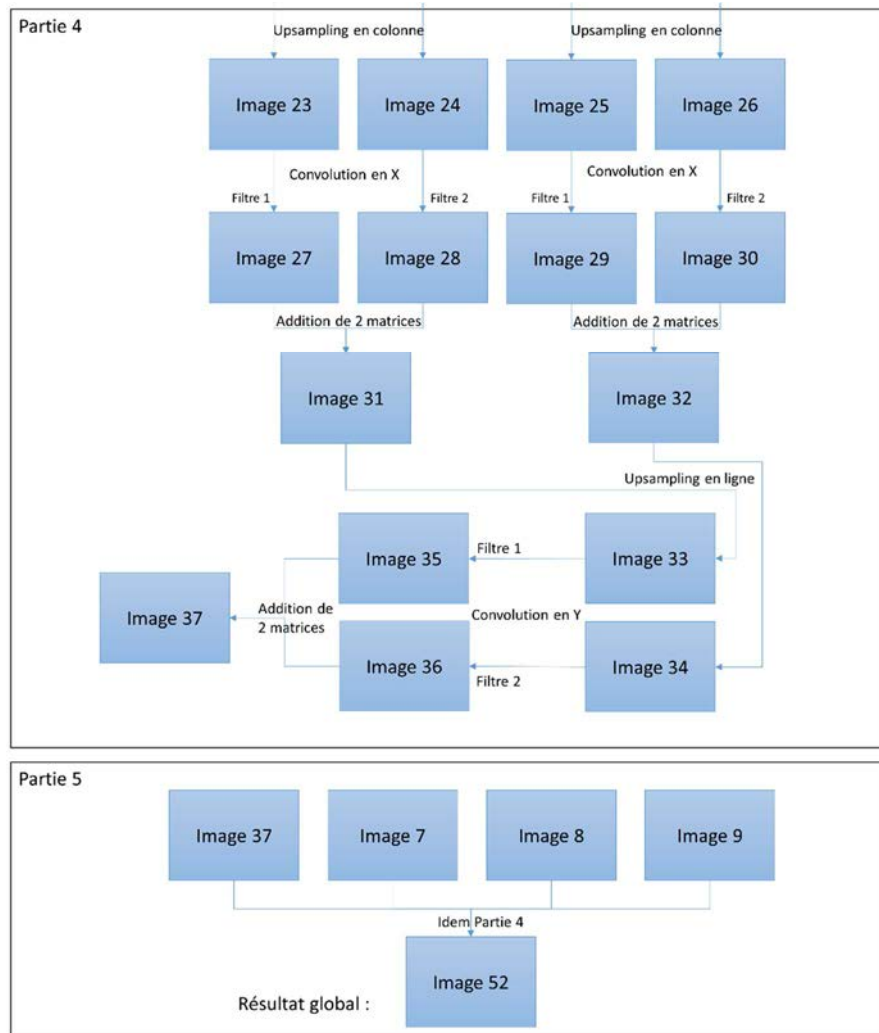 Partie 4
Upsampling en colonne
Upsampling en colonne
Image 23
Image 24
Image 25
Image 26
Convolution en X
Convolution en X
Filtre 1
Filtre 2
Filtre 1
Filtre 2
Image 27
Image 28
Image 29
Image 30
Addition de 2 matrices
Addition de 2 matrices
Image 31
Image 32
Upsampling en ligne
Image 35
Filtre 1
Image 33
Image 37
Addition de
2 matrices
Convolution en Y
Image 36
Filtre 2
Image 34
Partie 5
Image 37
Image 7
Image 8
Image 9
Idem Partie 4
Image 52
Résultat global :